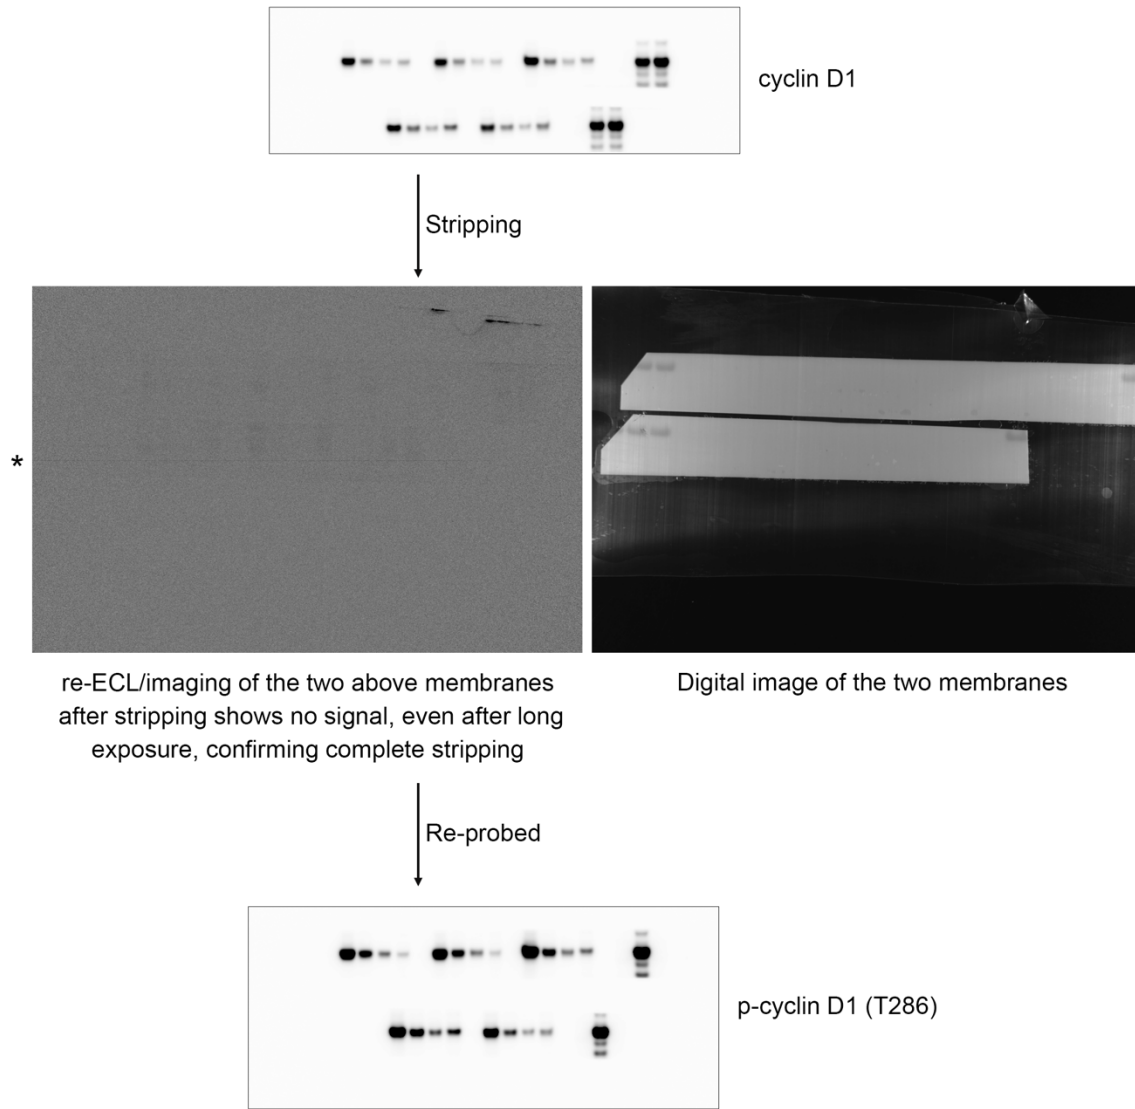 cyclin D1
Stripping
*
re-ECL/imaging of the two above membranes
after stripping shows no signal, even after long
exposure, confirming complete stripping
Digital image of the two membranes
Re-probed
p-cyclin D1 (T286)